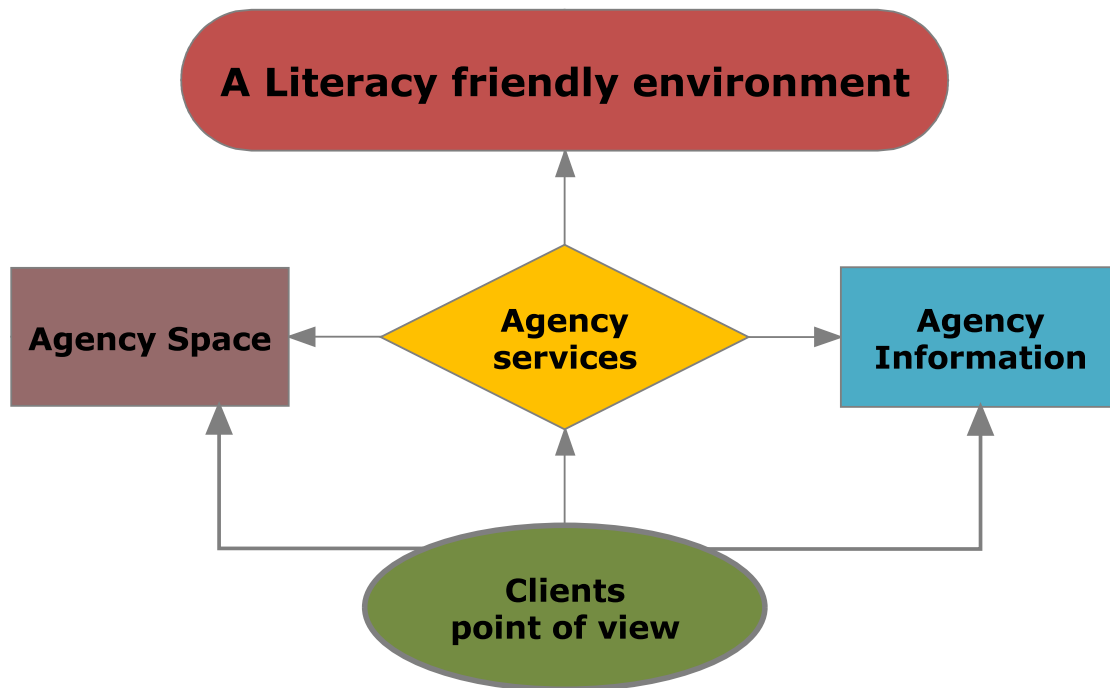 A Literacy friendly environment
Agency Space
Agency
services
Agency
Information
Clients
point of view